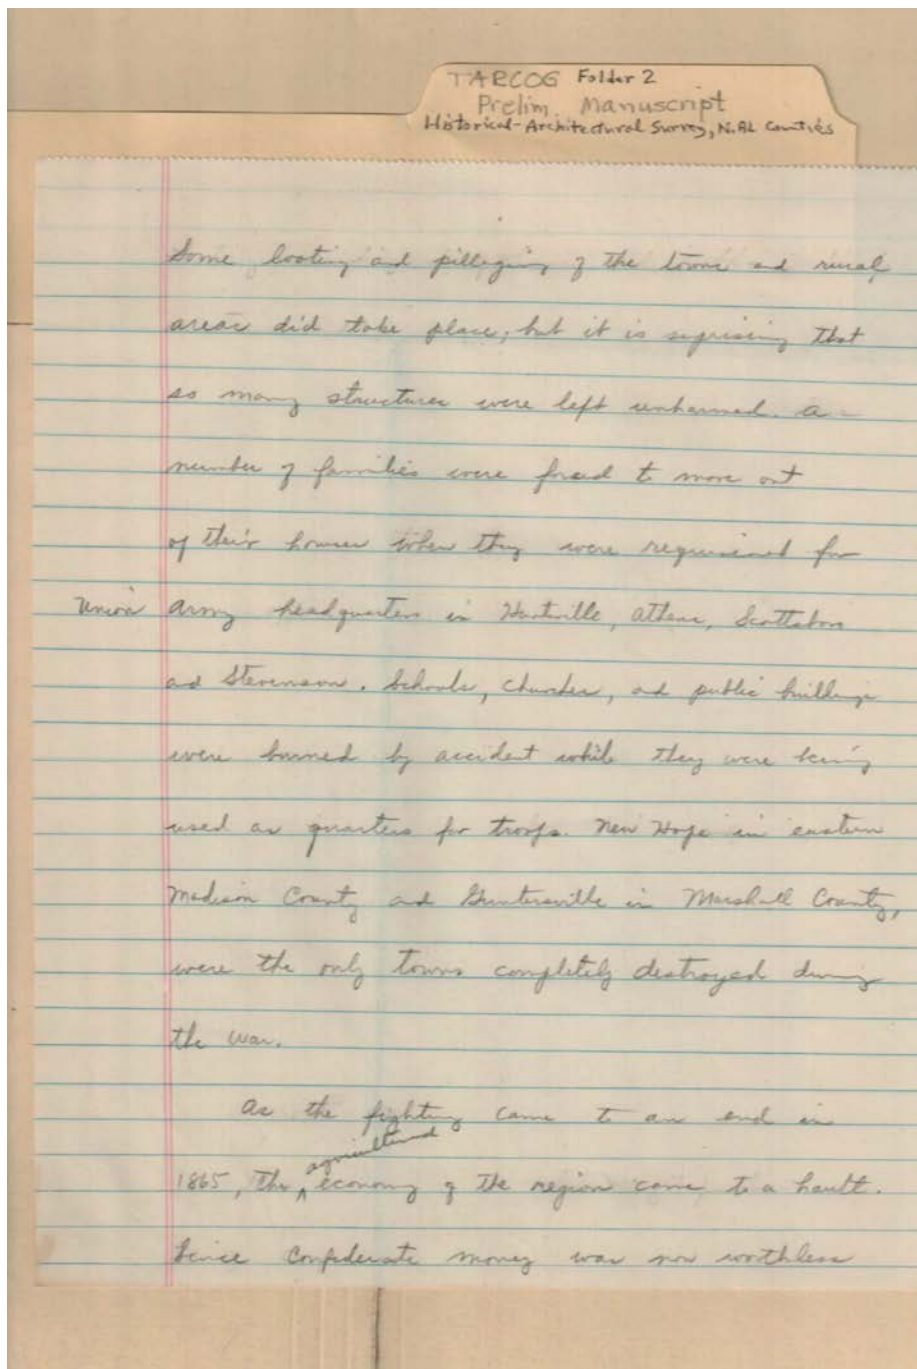 TARCOG Folder 2
Prelim. Manuscript
Historical-Architectural Survey, N.AL Counties
Some looting and pillaging of the towns and rural
areas did take place, but it is suprising that
so many structures were left unharmed. A
number of families were forced to move out
of their homes when they were requisioned for
Union Army headquarters in Huntsville, Athens, Scottsboro
and Stevenson. Schools, churches, and public buildings
were burned by accident while they were being
used as quarters for troops. New Hope in eastern
Madison County and Guntersville in Marshall County,
were the only towns completely destroyed during
the war.
As the fighting came to an end in
agricultural
1865, the ^ economy of the region came to a hault.
Since Confederate money was now worthless